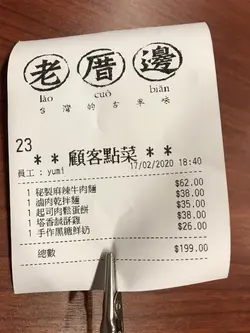 老厝邊
lào cuò biān
台灣的古早味
23
**顧客點菜**
員工：yumi 17/02/2020 18:40
1 秘製麻辣牛肉麵 $62.00
1 滷肉乾拌麵 $38.00
1 起司肉鬆蛋餅 $35.00
1 塔香鹹酥雞 $38.00
1 手作黑糖鮮奶 $26.00
總數 $199.00